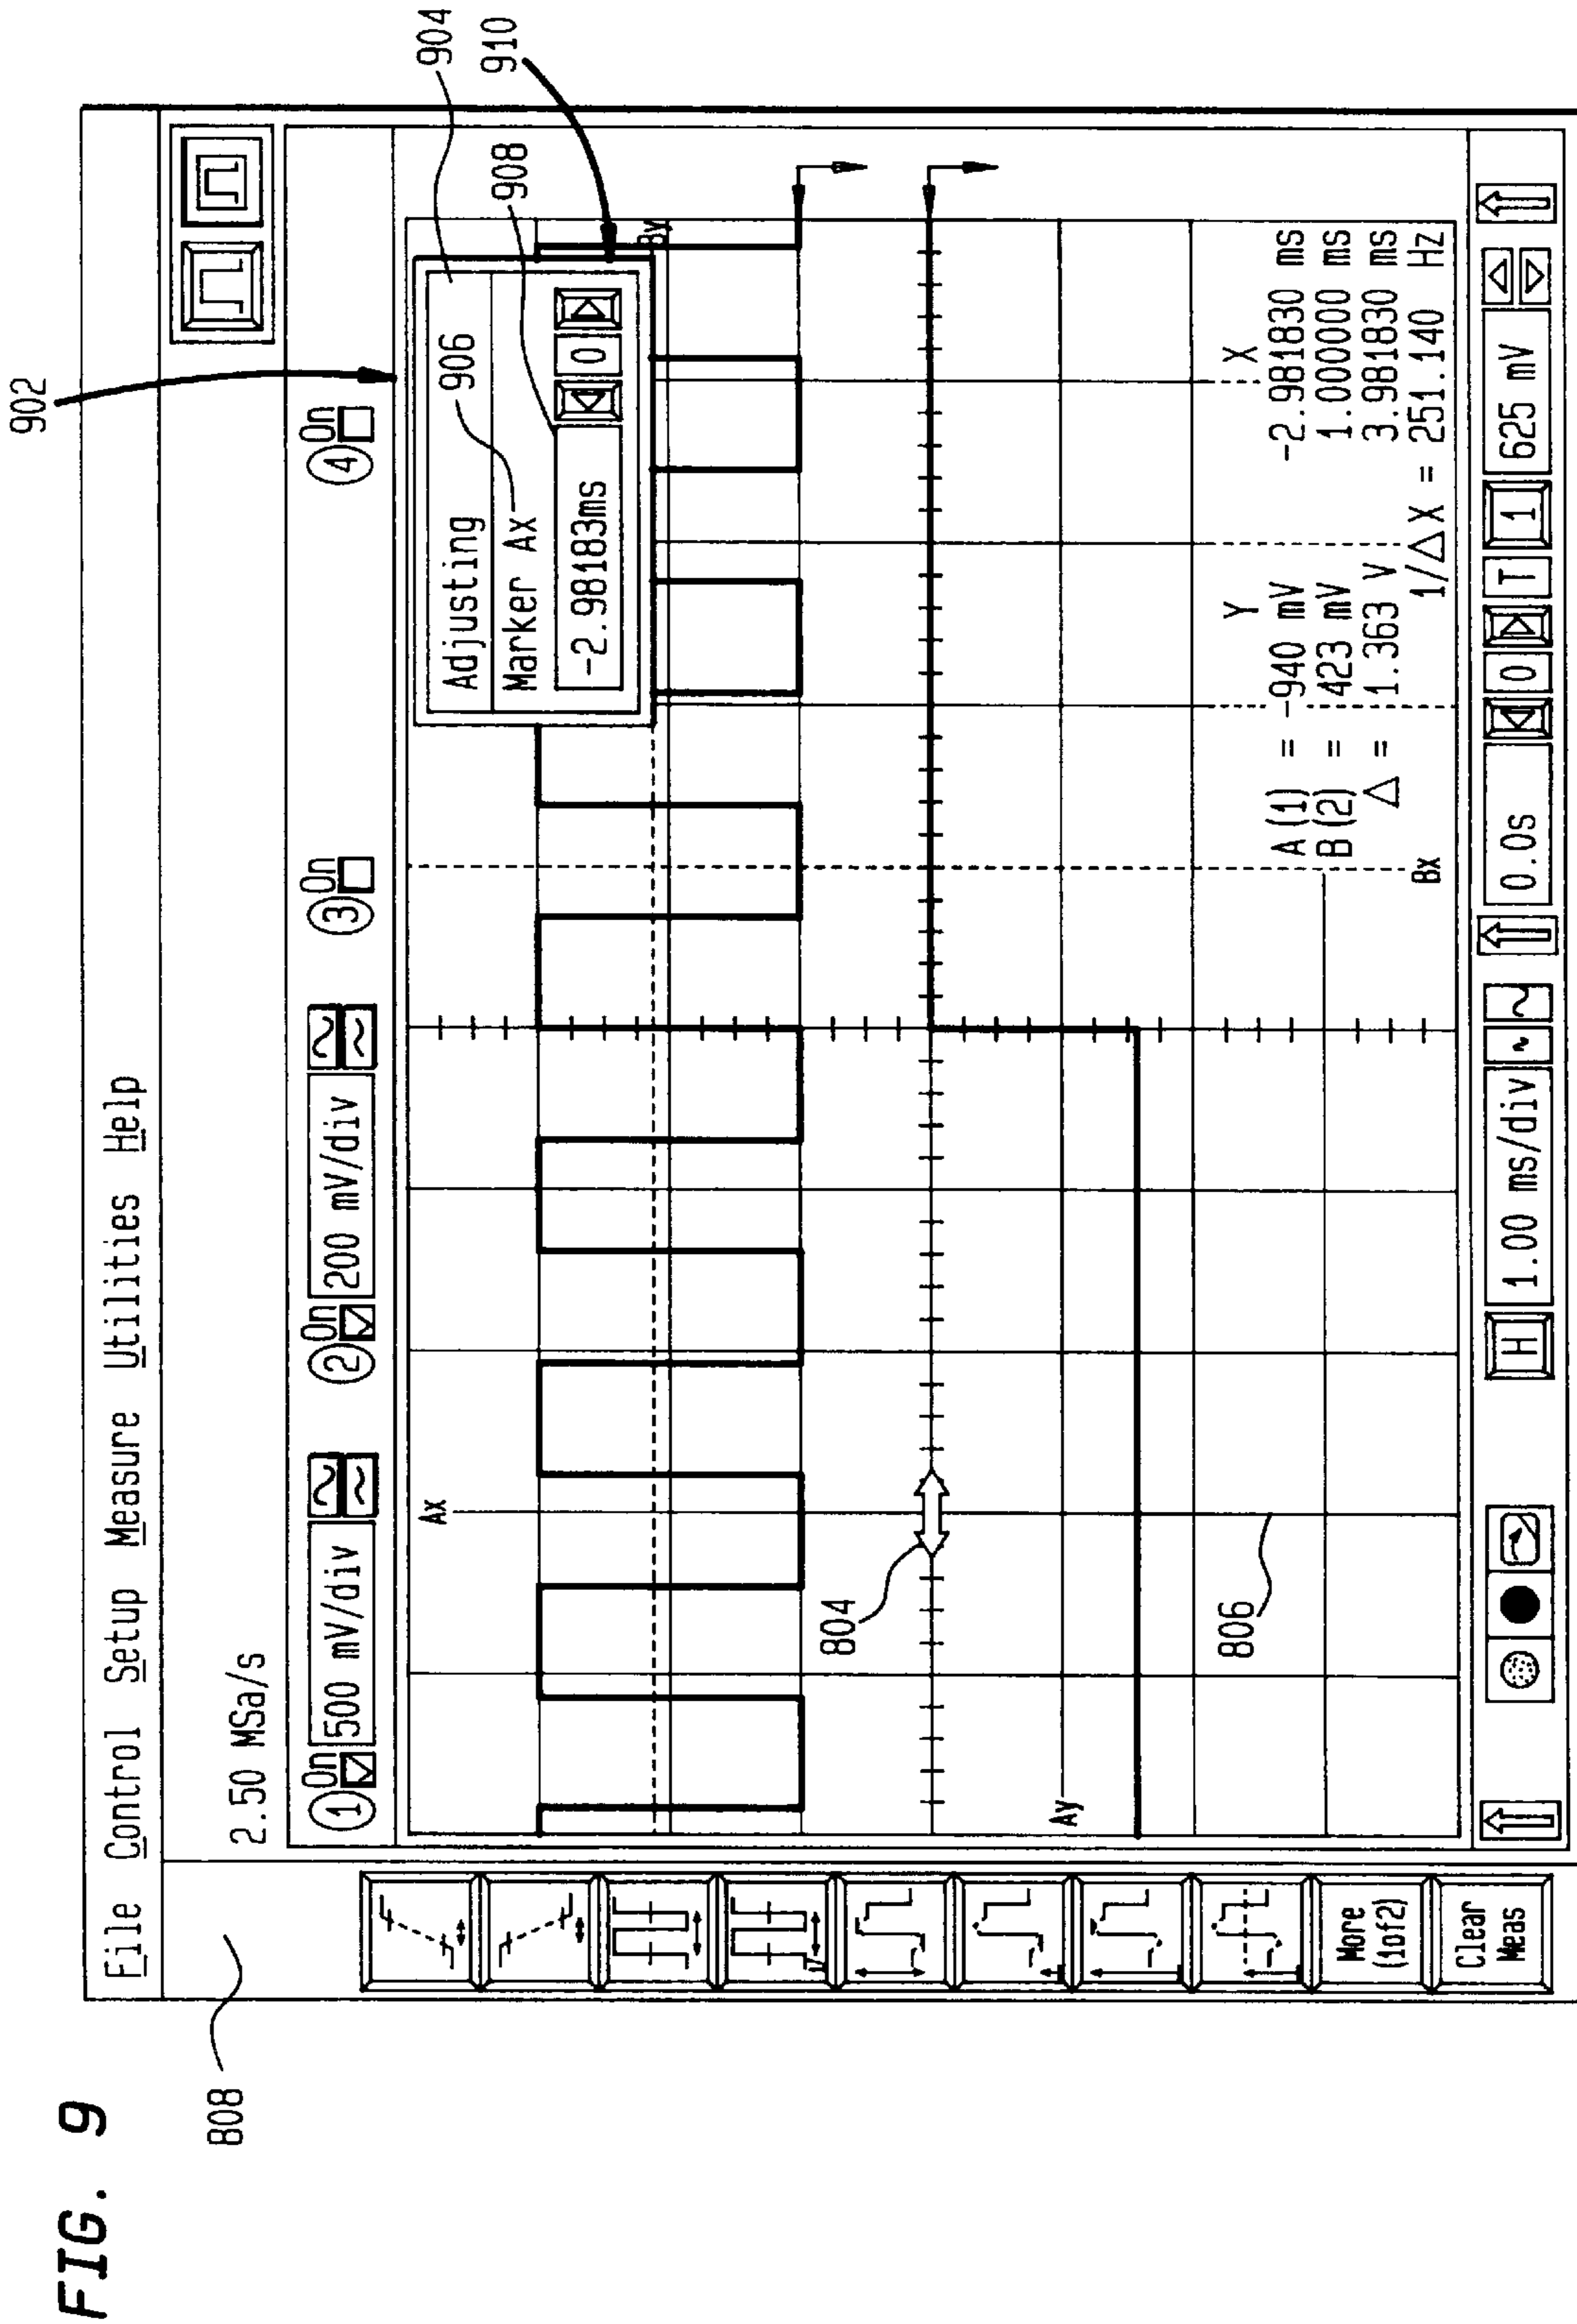 FIG. 9
902
904
910
808
File Control Setup Measure Utilities Help
2.50 MSa/s
1 On 500 mV/div
2 On 200 mV/div
3 On
4 On
Adjusting
906
Marker Ax
908
-2.98183ms 0
Ax
By
804
Ay
806
Bx
Y X
A(1) = -940 mV -2.981830 ms
B(2) = 423 mV 1.000000 ms
△ = 1.363 V 3.981830 ms
1/△X = 251.140 Hz
More
(1of2)
Clear
Meas
H 1.00 ms/div
0.0s 0 T 1 625 mV